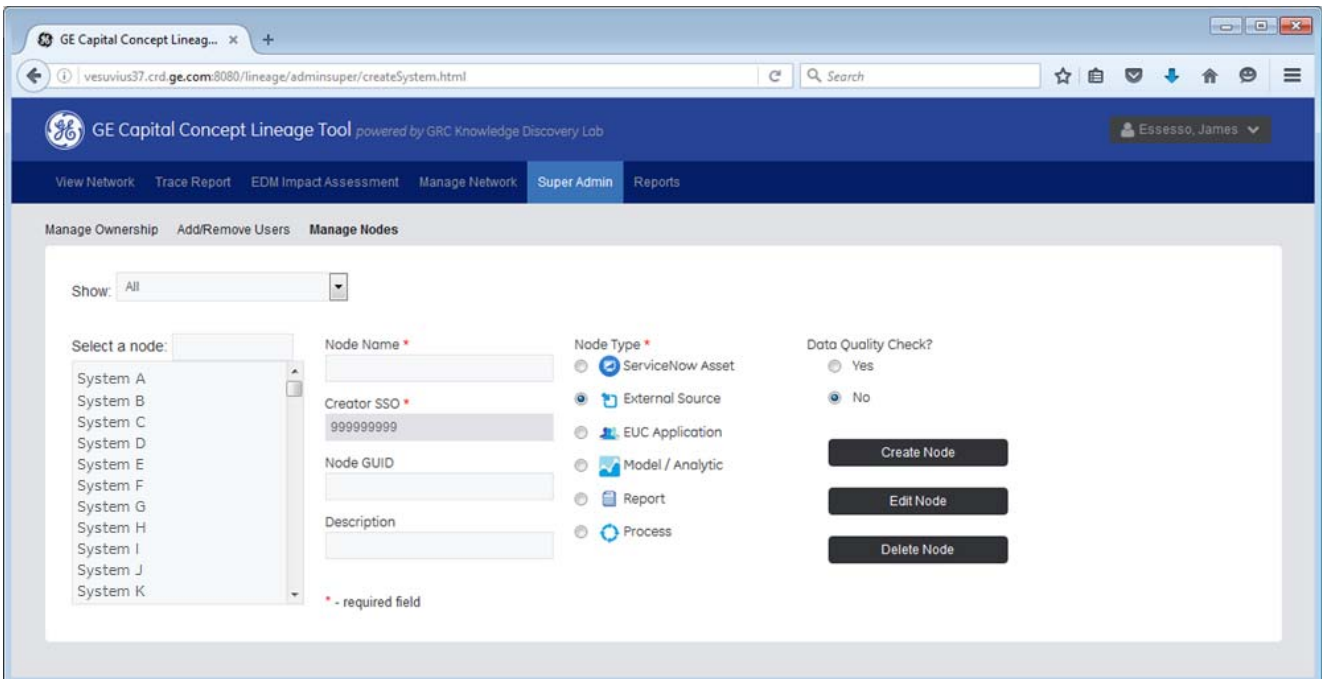 GE Capital Concept Lineag... × +
vesuvius37.crd.ge.com:8080/lineage/adminsuper/createSystem.html Search
GE Capital Concept Lineage Tool powered by GRC Knowledge Discovery Lab Essesso, James
View Network Trace Report EDM Impact Assessment Manage Network Super Admin Reports
Manage Ownership Add/Remove Users Manage Nodes
Show: All
Select a node:
System A
System B
System C
System D
System E
System F
System G
System H
System I
System J
System K
Node Name *
Creator SSO *
999999999
Node GUID
Description
* - required field
Node Type *
ServiceNow Asset
External Source
EUC Application
Model / Analytic
Report
Process
Data Quality Check?
Yes
No
Create Node
Edit Node
Delete Node